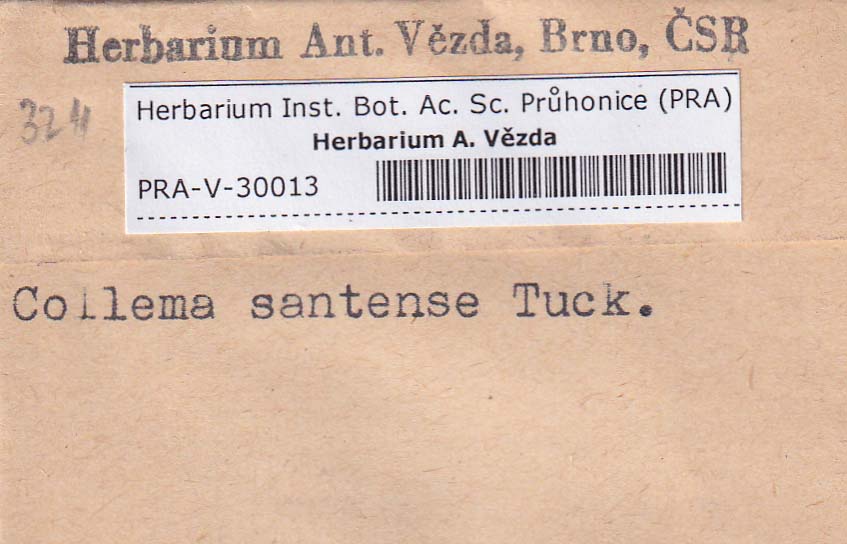 Herbarium Ant. Vězda, Brno, ČSR
324
Herbarium Inst. Bot. Ac. Sc. Průhonice (PRA)
Herbarium A. Vězda
PRA-V-30013
Collema santense Tuck.